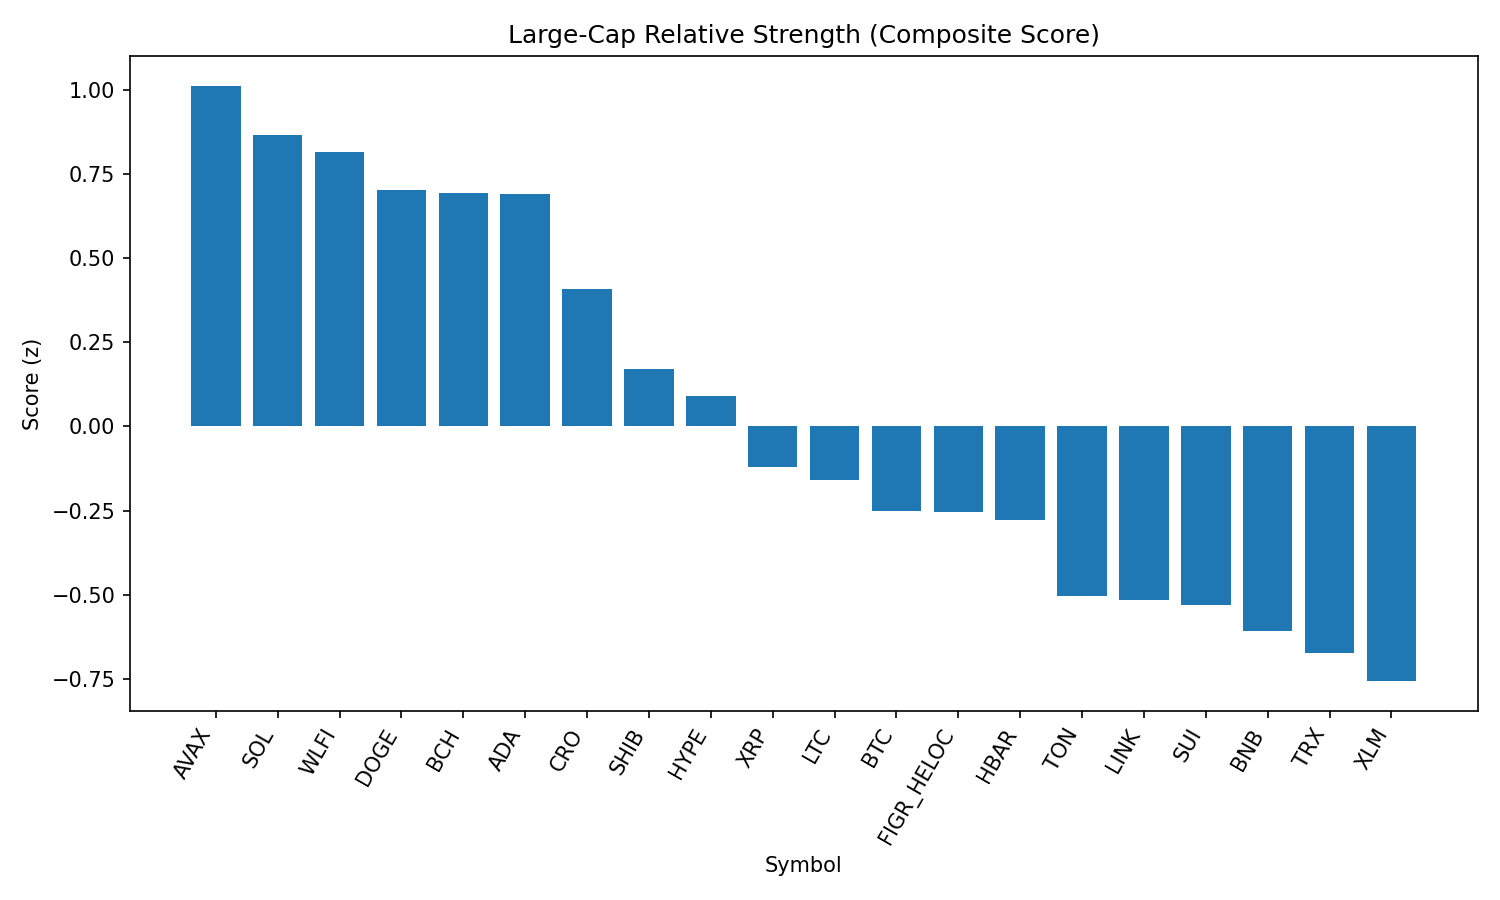 Large-Cap Relative Strength (Composite Score)
1.00
0.75
0.50
0.25
0.00
−0.25
−0.50
−0.75
Score (z)
AVAX
SOL
WLFI
DOGE
BCH
ADA
CRO
SHIB
HYPE
XRP
LTC
BTC
FIGR_HELOC
HBAR
TON
LINK
SUI
BNB
TRX
XLM
Symbol